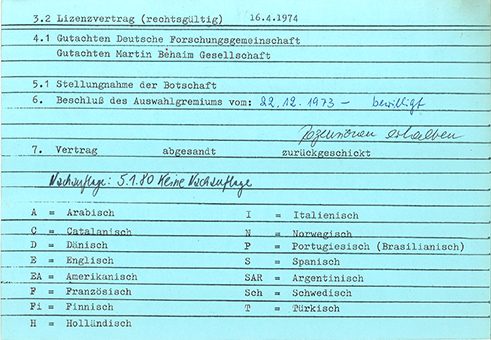 3.2 Lizenzvertrag (rechtsgültig) 16.4.1974
4.1 Gutachten Deutsche Forschungsgemeinschaft
Gutachten Martin Behaim Gesellschaft
5.1 Stellungnahme der Botschaft
6. Beschluß des Auswahlgremiums vom: 22.12.1973 - bewilligt
Rezensionen erhalten
7. Vertrag abgesandt zurückgeschickt
Nachauflage: 5.1.80 Keine Nachauflage
A = Arabisch I = Italienisch
C = Catalanisch N = Norwegisch
D = Dänisch P = Portugiesisch (Brasilianisch)
E = Englisch S = Spanisch
EA = Amerikanisch SAR = Argentinisch
F = Französisch Sch = Schwedisch
Fi = Finnisch T = Türkisch
H = Holländisch